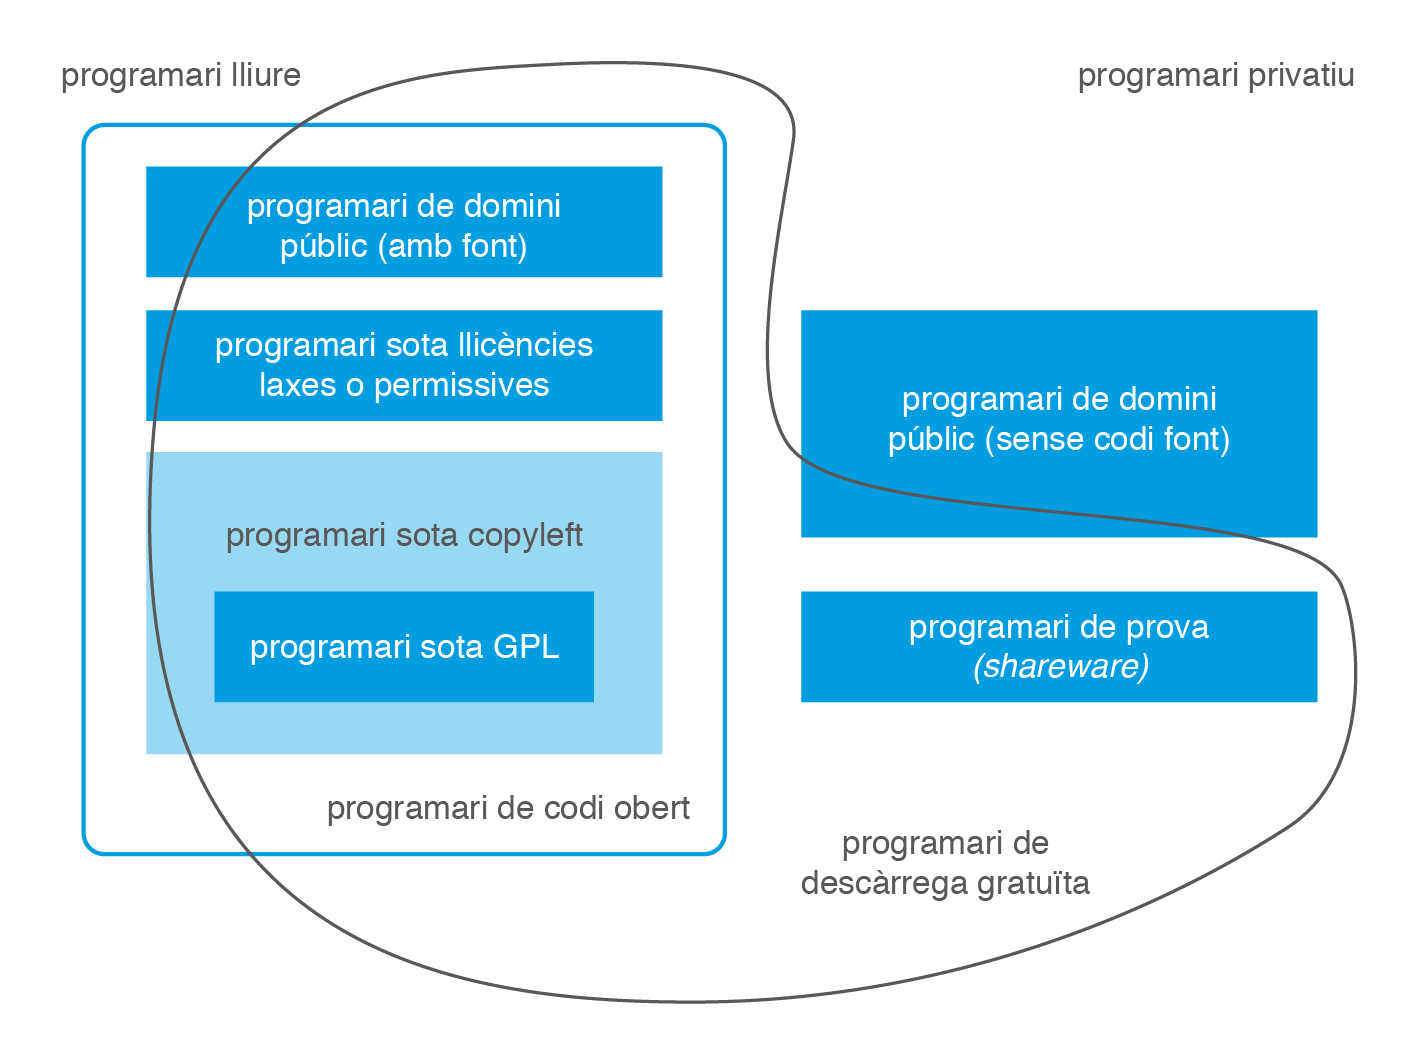 programari lliure
programari privatiu
programari de domini
públic (amb font)
programari sota llicències
laxes o permissives
programari sota copyleft
programari sota GPL
programari de codi obert
programari de domini
públic (sense codi font)
programari de prova
(shareware)
programari de
descàrrega gratuïta